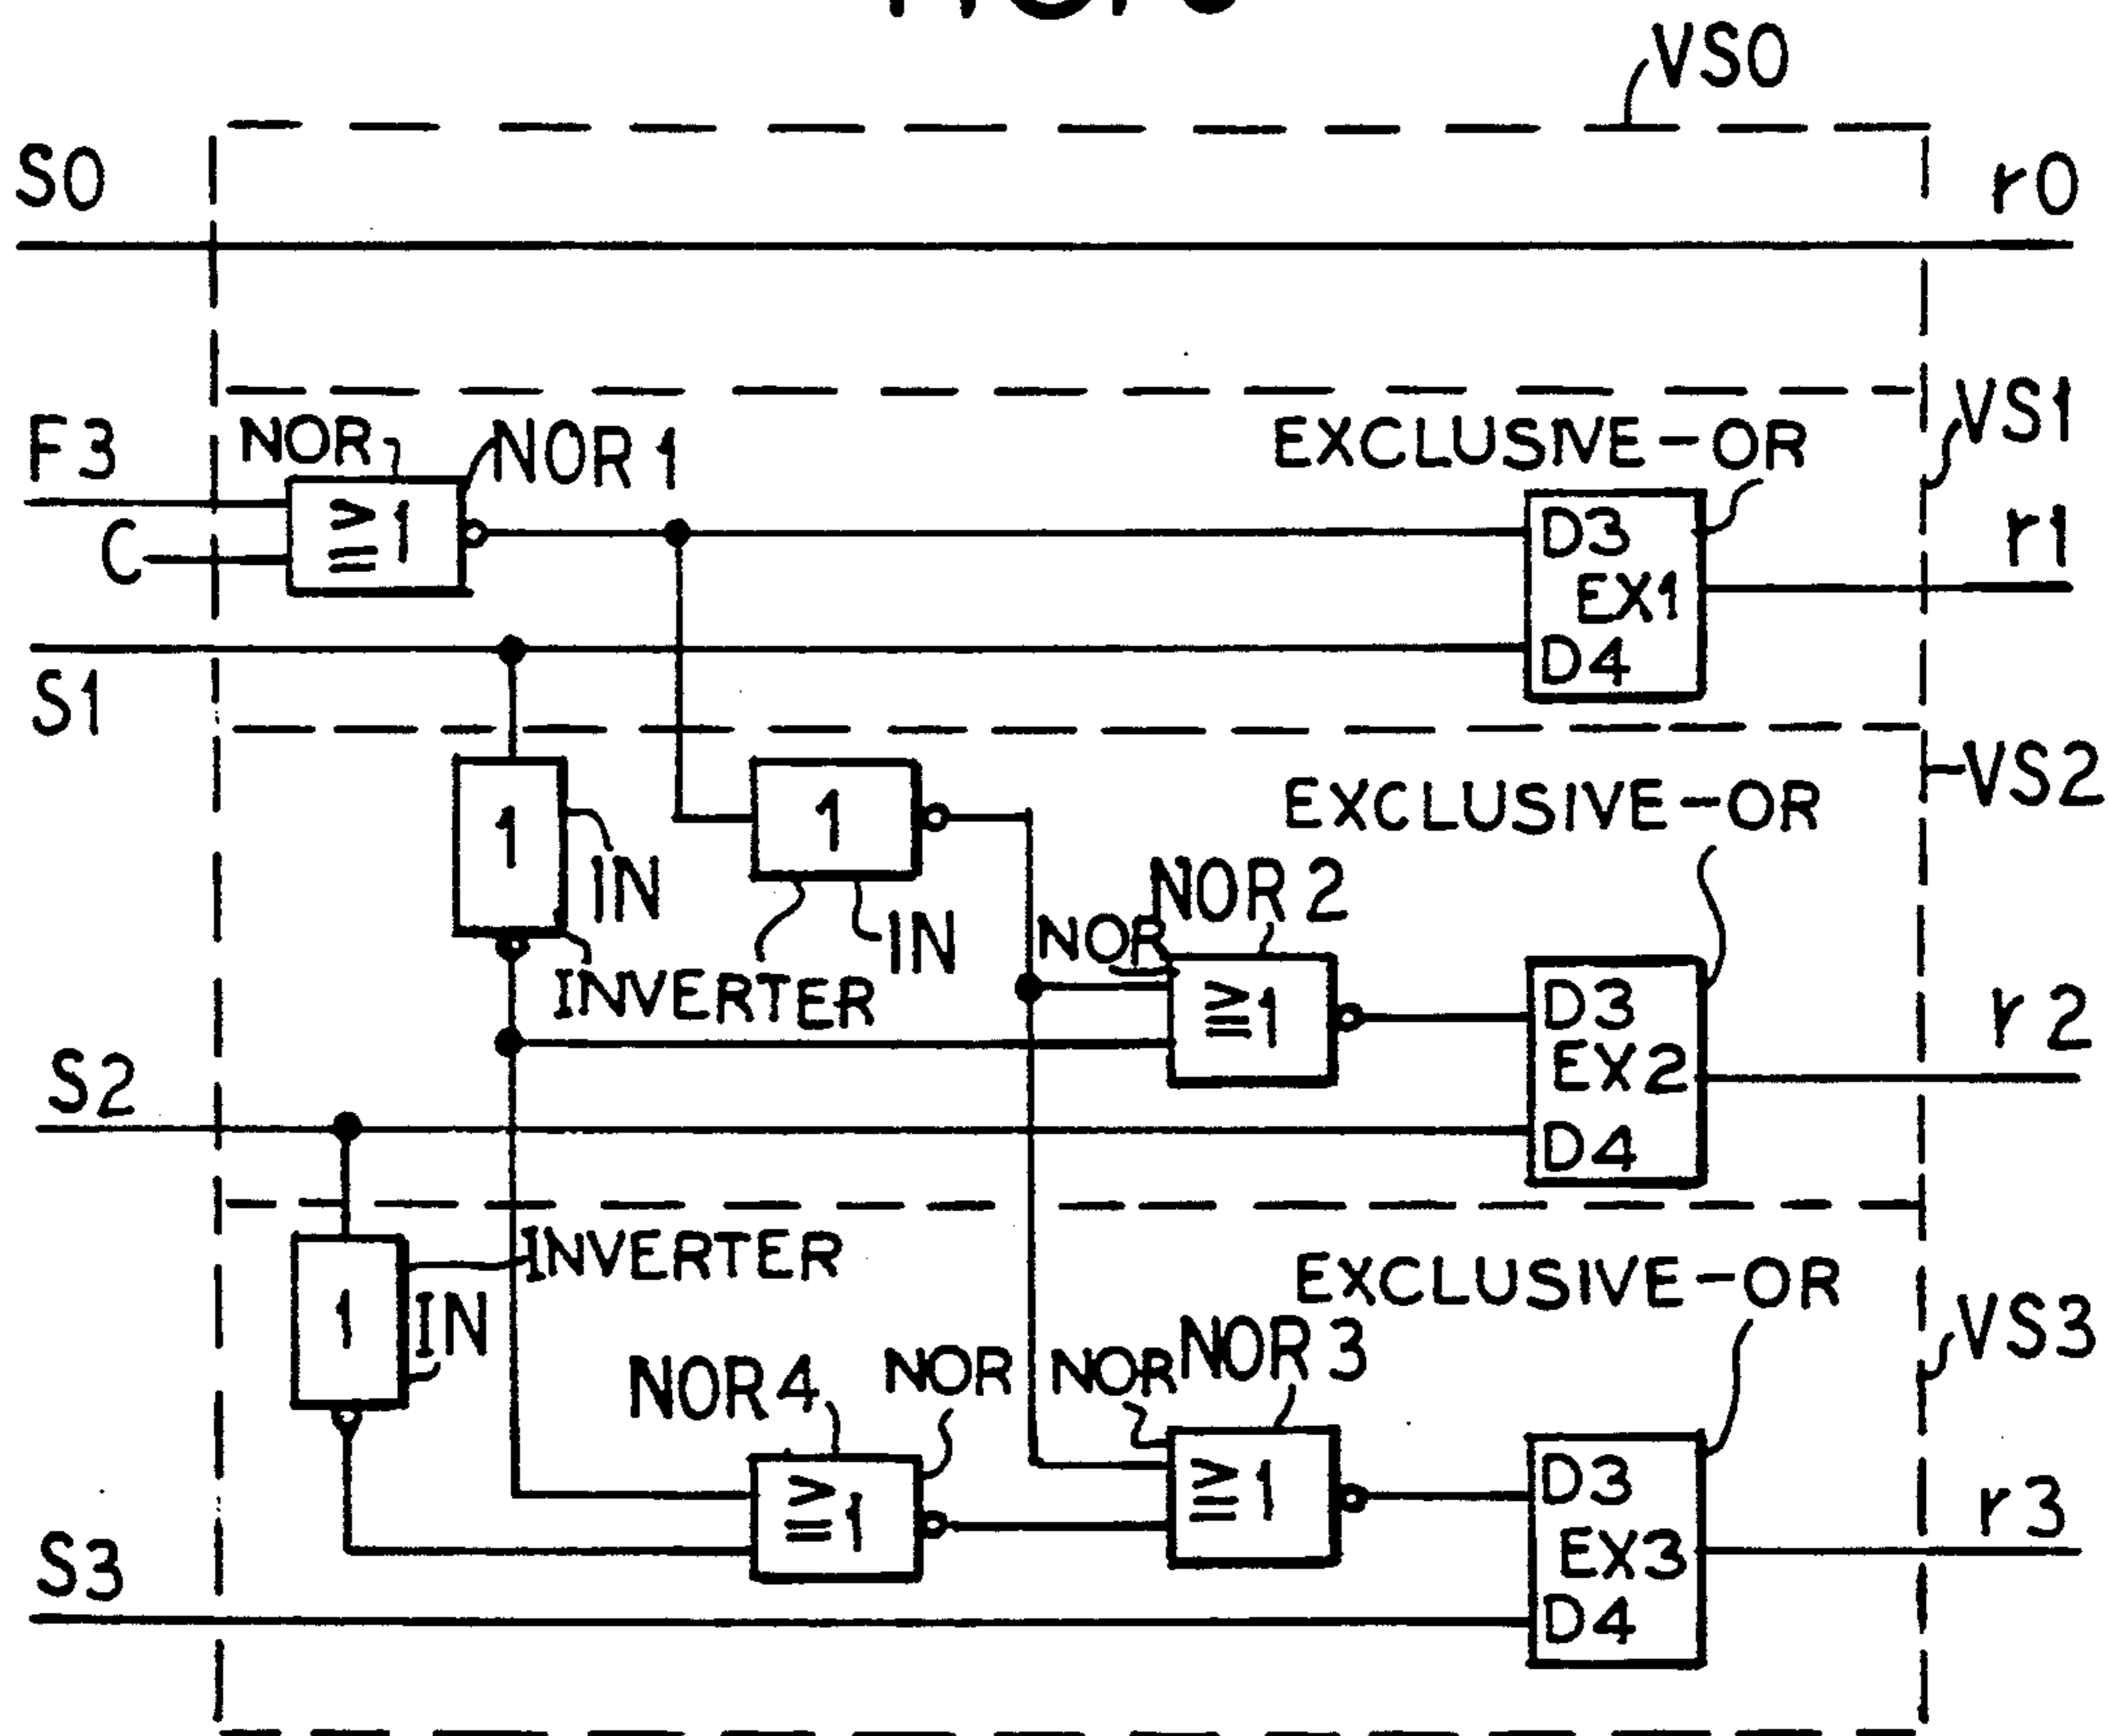 VS0
S0
r0
F3
NOR
NOR 1
EXCLUSIVE-OR
VS1
C
≧1
D3
EX1
D4
r1
S1
VS2
1
IN
1
IN
INVERTER
EXCLUSIVE-OR
NOR
NOR 2
≧1
D3
EX2
D4
r2
S2
INVERTER
1
IN
EXCLUSIVE-OR
VS3
NOR4
NOR
NOR
NOR 3
≧1
≧1
D3
EX3
D4
r3
S3